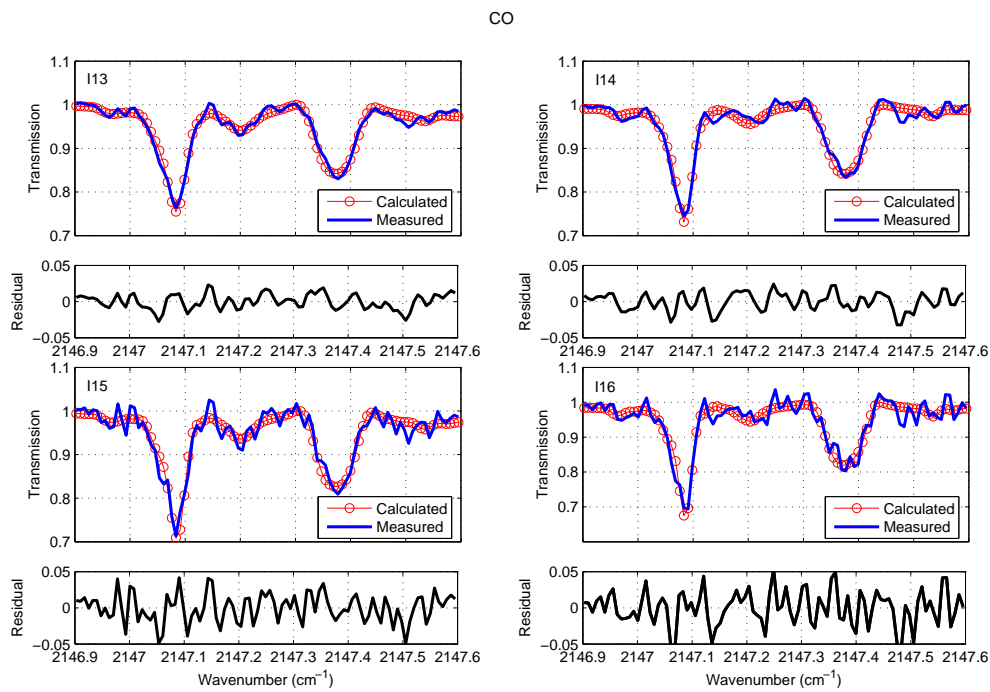 CO
I13
Transmission
1.1
1
0.9
0.8
0.7
Calculated
Measured
I14
Transmission
1.1
1
0.9
0.8
0.7
Calculated
Measured
Residual
0.05
0
−0.05
2146.9 2147 2147.1 2147.2 2147.3 2147.4 2147.5 2147.6
Residual
0.05
0
−0.05
2146.9 2147 2147.1 2147.2 2147.3 2147.4 2147.5 2147.6
I15
Transmission
1.1
1
0.9
0.8
0.7
Calculated
Measured
I16
Transmission
1.1
1
0.9
0.8
0.7
Calculated
Measured
Residual
0.05
0
−0.05
2146.9 2147 2147.1 2147.2 2147.3 2147.4 2147.5 2147.6
Wavenumber (cm⁻¹)
Residual
0.05
0
−0.05
2146.9 2147 2147.1 2147.2 2147.3 2147.4 2147.5 2147.6
Wavenumber (cm⁻¹)